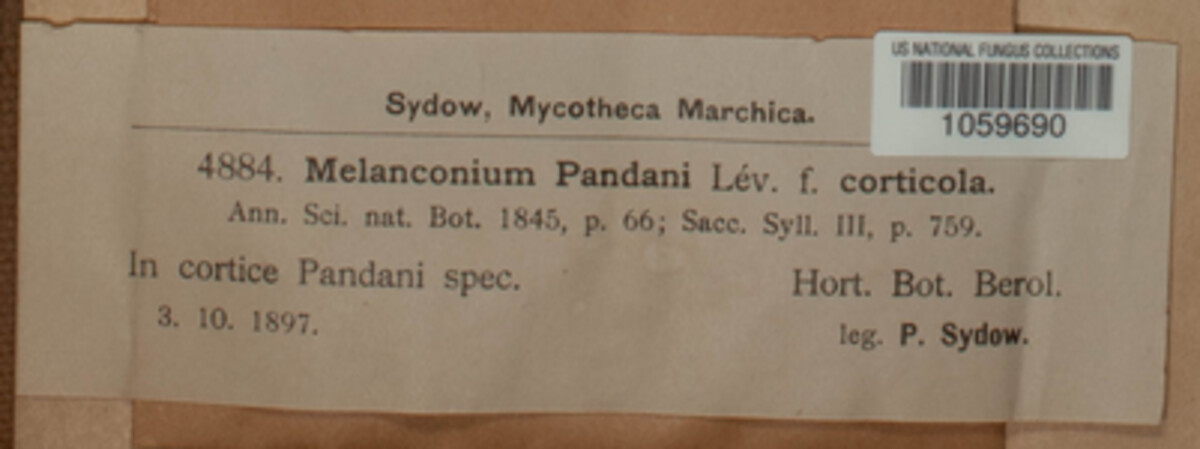 US NATIONAL FUNGUS COLLECTIONS
1059690
Sydow, Mycotheca Marchica.
4884. Melanconium Pandani Lév. f. corticola.
Ann. Sci. nat. Bot. 1845, p. 66; Sacc. Syll. III, p. 759.
In cortice Pandani spec. Hort. Bot. Berol.
3. 10. 1897. leg. P. Sydow.